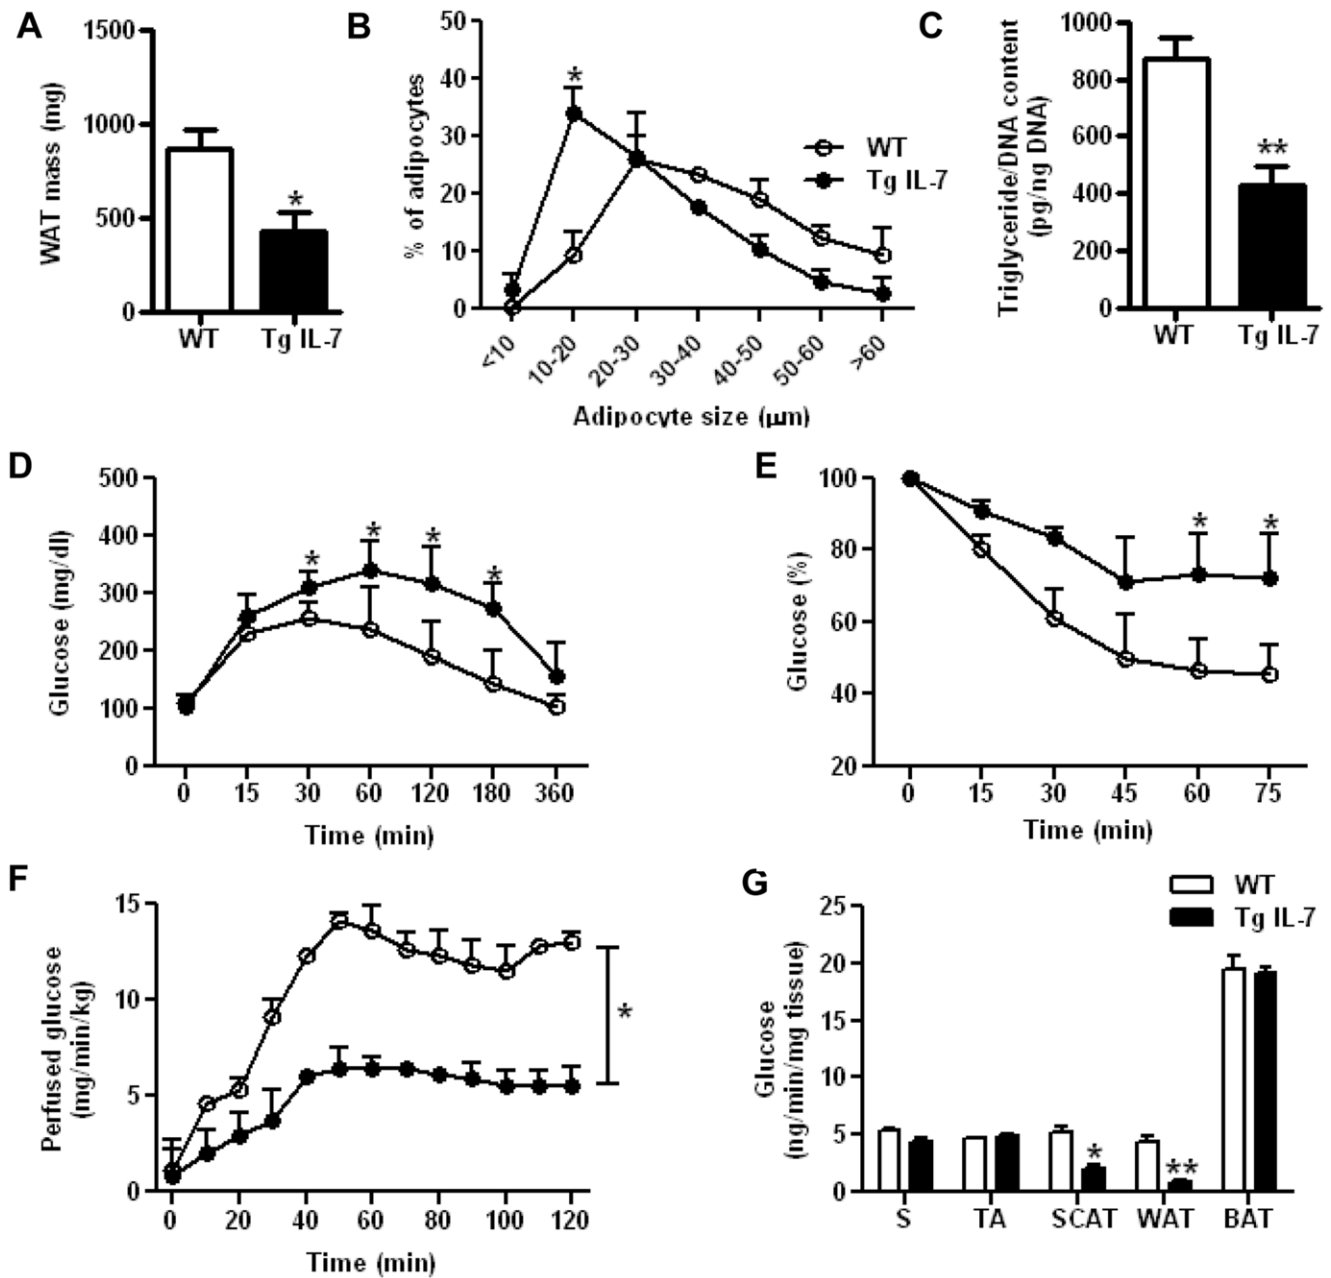 A
WAT mass (mg)
1500
1000
500
0
*
WT
Tg IL-7
B
% of adipocytes
50
40
30
20
10
0
*
WT
Tg IL-7
<10
10-20
20-30
30-40
40-50
50-60
>60
Adipocyte size (μm)
C
Triglyceride/DNA content
(pg/ng DNA)
1000
800
600
400
200
0
**
WT
Tg IL-7
D
Glucose (mg/dl)
500
400
300
200
100
0
* * * *
0 15 30 60 120 180 360
Time (min)
E
Glucose (%)
100
80
60
40
20
* *
0 15 30 45 60 75
Time (min)
F
Perfused glucose
(mg/min/kg)
15
10
5
0
*
0 20 40 60 80 100 120
Time (min)
G
WT
Tg IL-7
Glucose
(ng/min/mg tissue)
25
20
15
10
5
0
* **
S TA SCAT WAT BAT